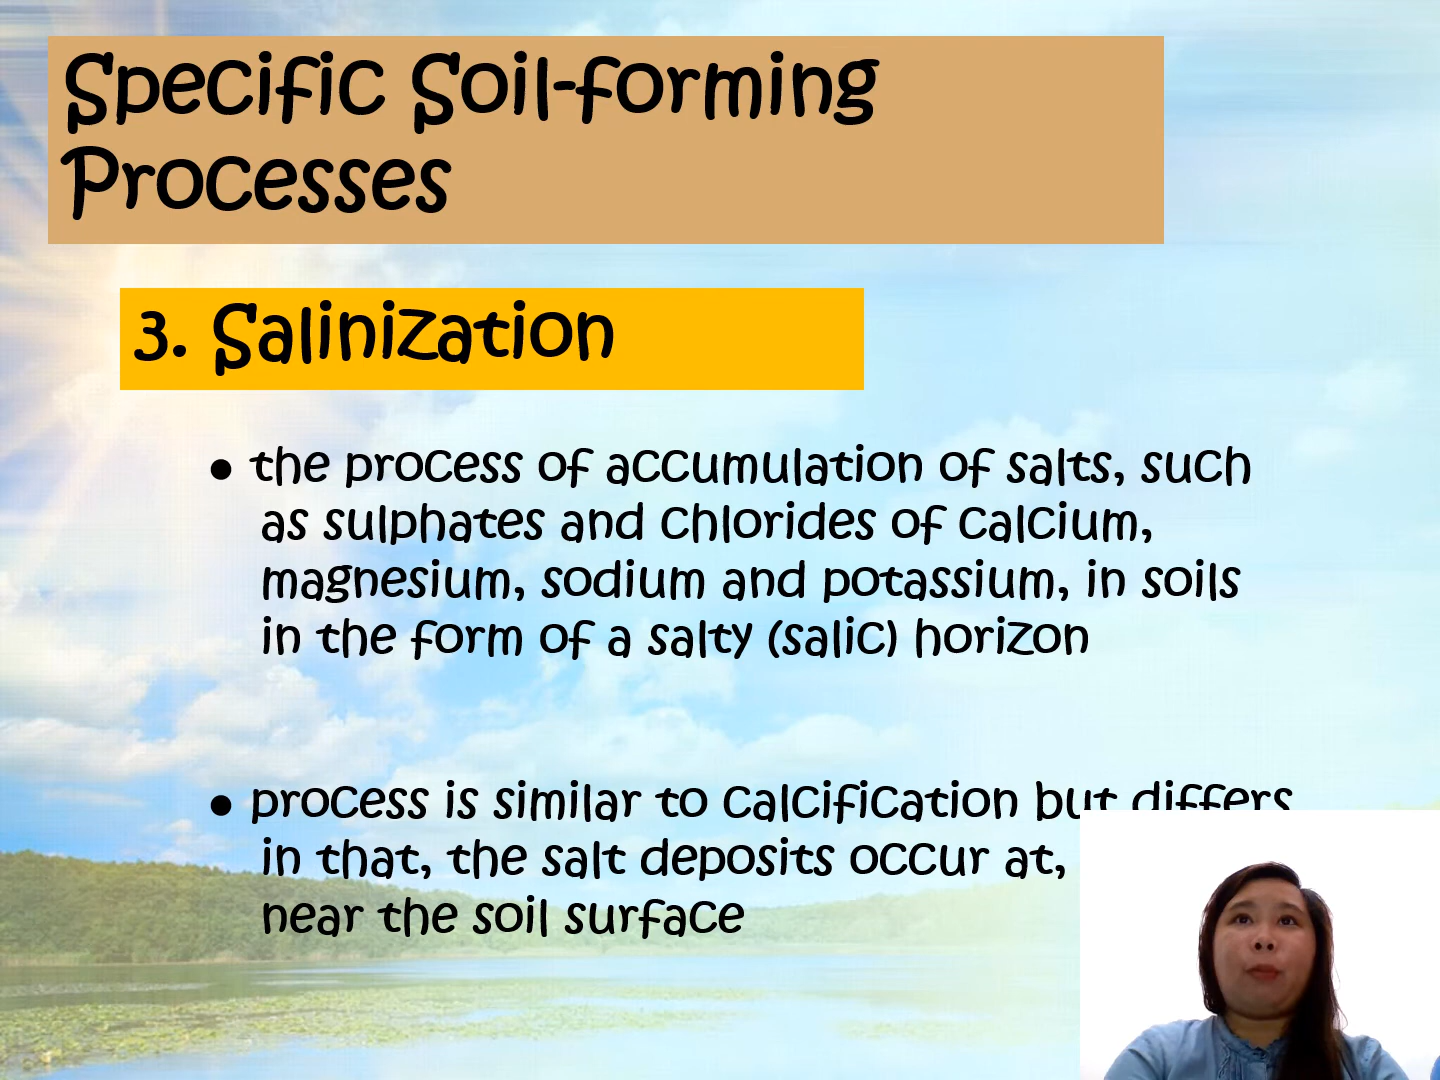 Specific Soil-forming
Processes
3. Salinization
• the process of accumulation of salts, such
as sulphates and chlorides of calcium,
magnesium, sodium and potassium, in soils
in the form of a salty (salic) horizon
• process is similar to calcification but differs
in that, the salt deposits occur at,
near the soil surface